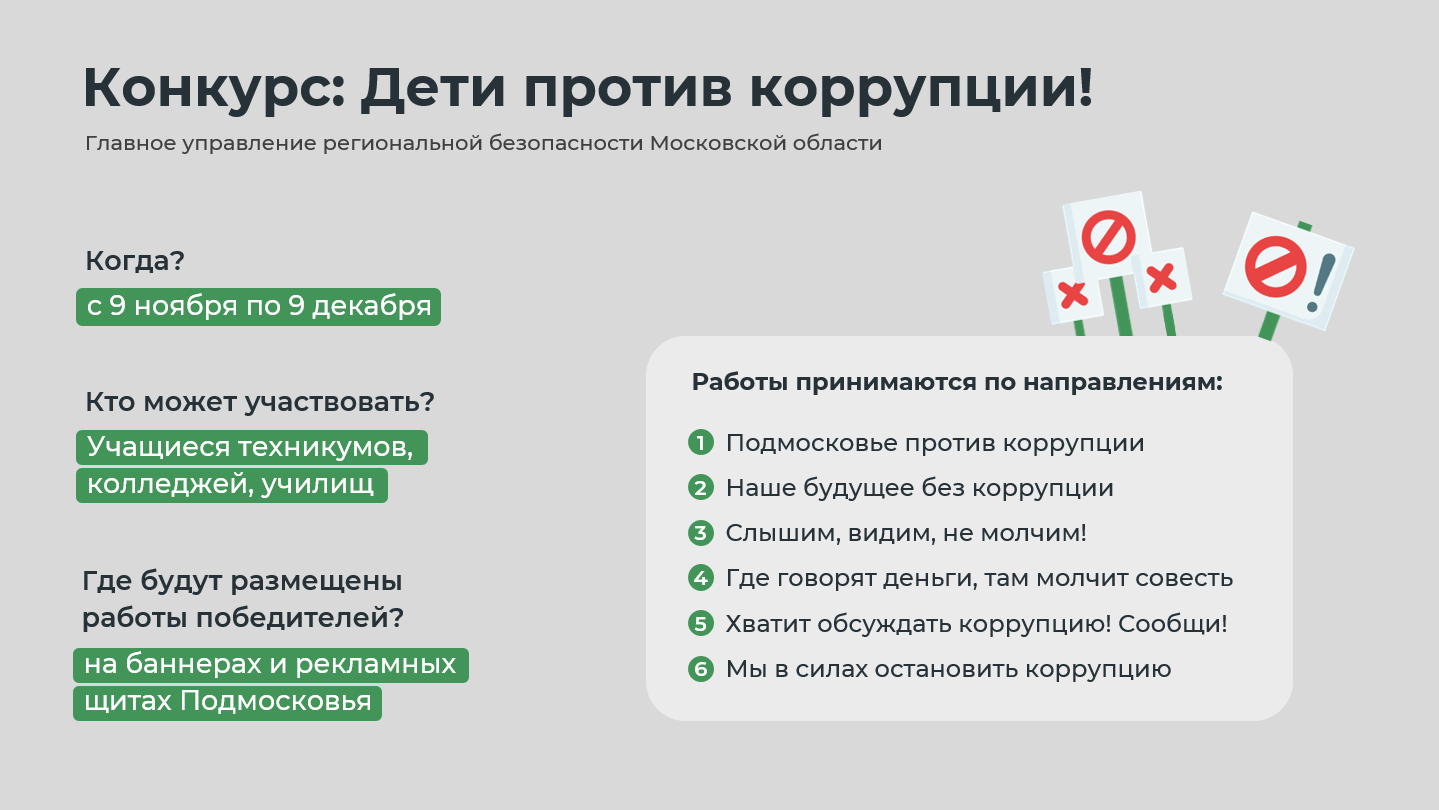 Конкурс: Дети против коррупции!
Главное управление региональной безопасности Московской области
Когда?
с 9 ноября по 9 декабря
Кто может участвовать?
Учащиеся техникумов,
колледжей, училищ
Где будут размещены
работы победителей?
на баннерах и рекламных
щитах Подмосковья
Работы принимаются по направлениям:
1 Подмосковье против коррупции
2 Наше будущее без коррупции
3 Слышим, видим, не молчим!
4 Где говорят деньги, там молчит совесть
5 Хватит обсуждать коррупцию! Сообщи!
6 Мы в силах остановить коррупцию